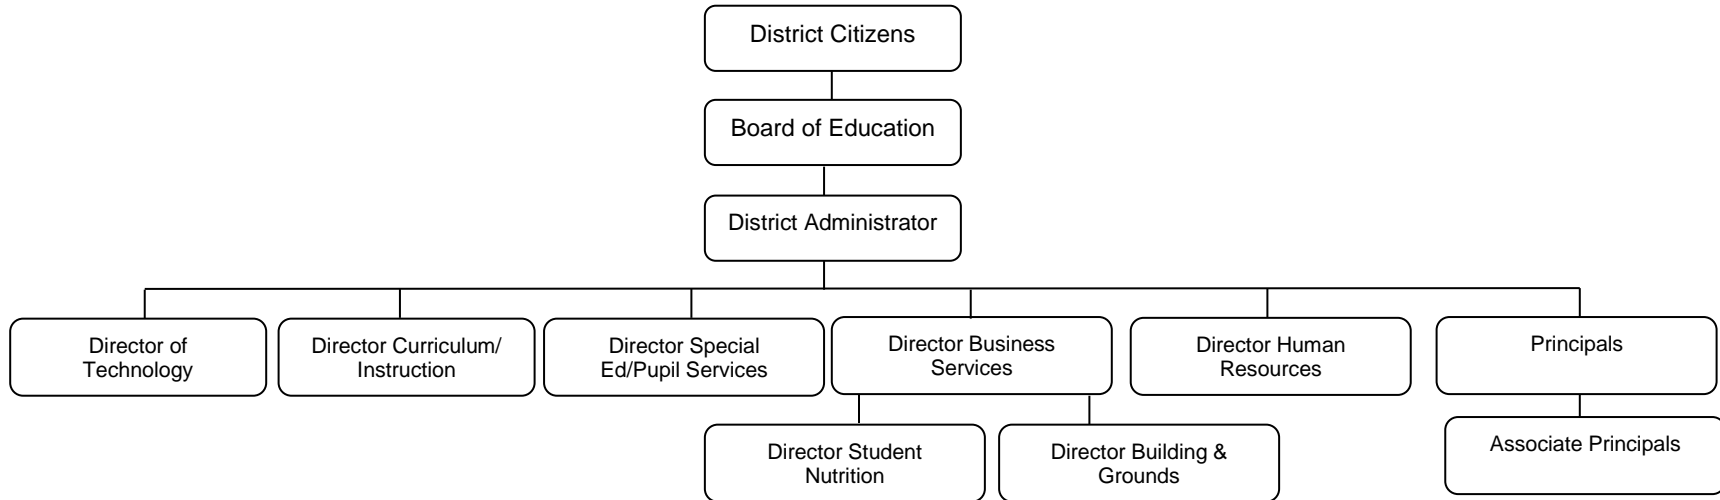 District Citizens
Board of Education
District Administrator
Director of
Technology
Director Curriculum/
Instruction
Director Special
Ed/Pupil Services
Director Business
Services
Director Human
Resources
Principals
Director Student
Nutrition
Director Building &
Grounds
Associate Principals